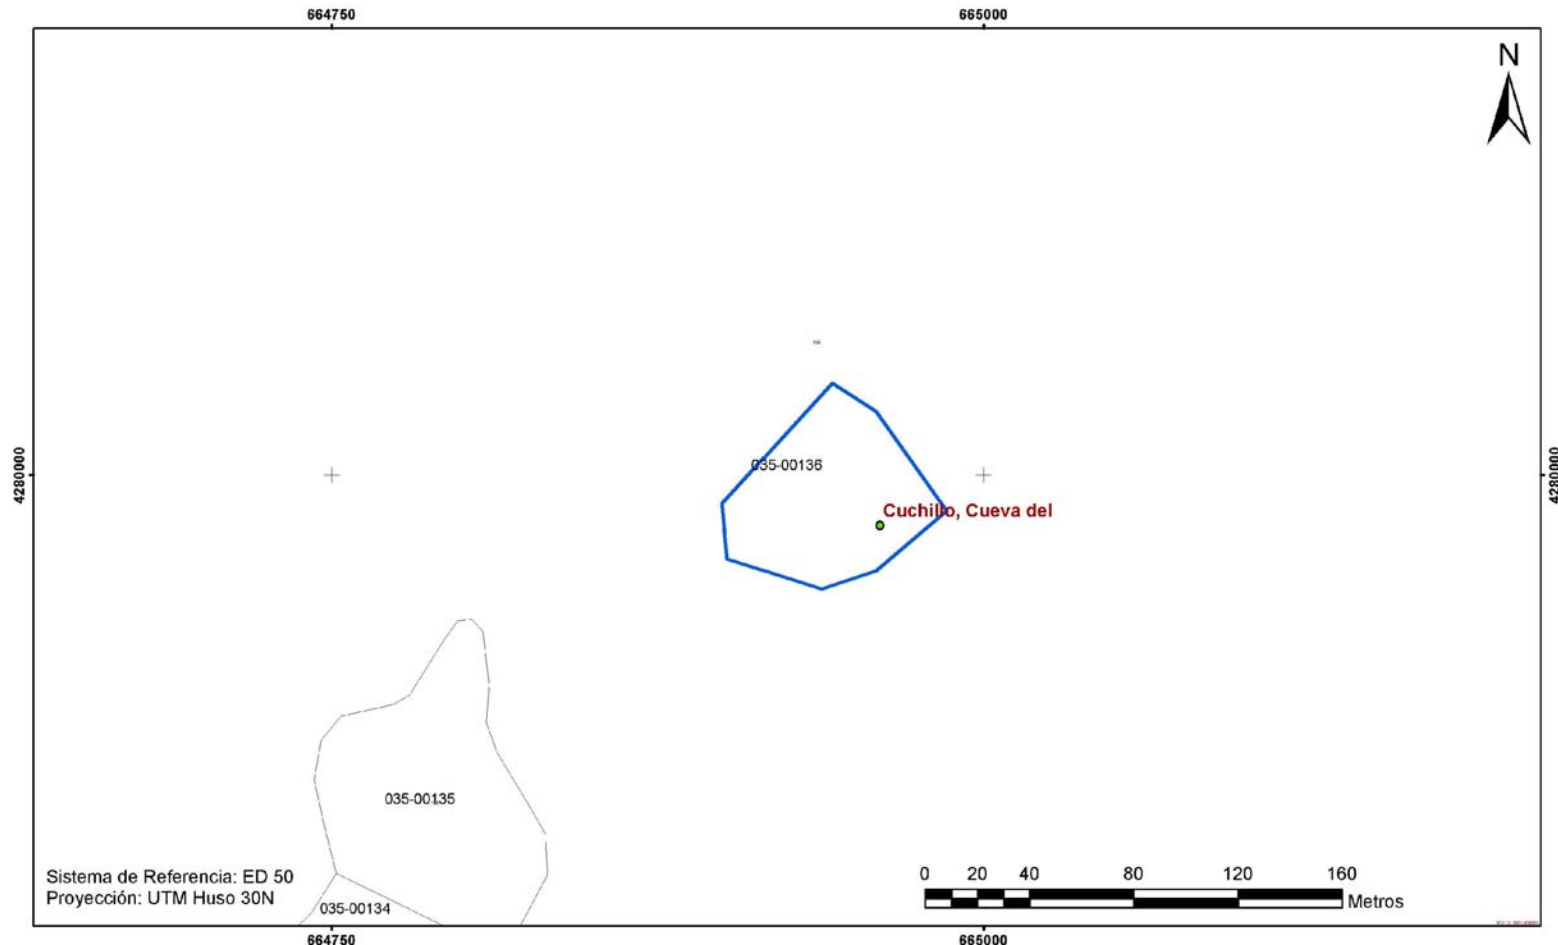 664750
665000
N
4280000
4280000
035-00136
Cuchillo, Cueva del
035-00135
Sistema de Referencia: ED 50
Proyección: UTM Huso 30N
035-00134
0 20 40 80 120 160
Metros
664750
665000